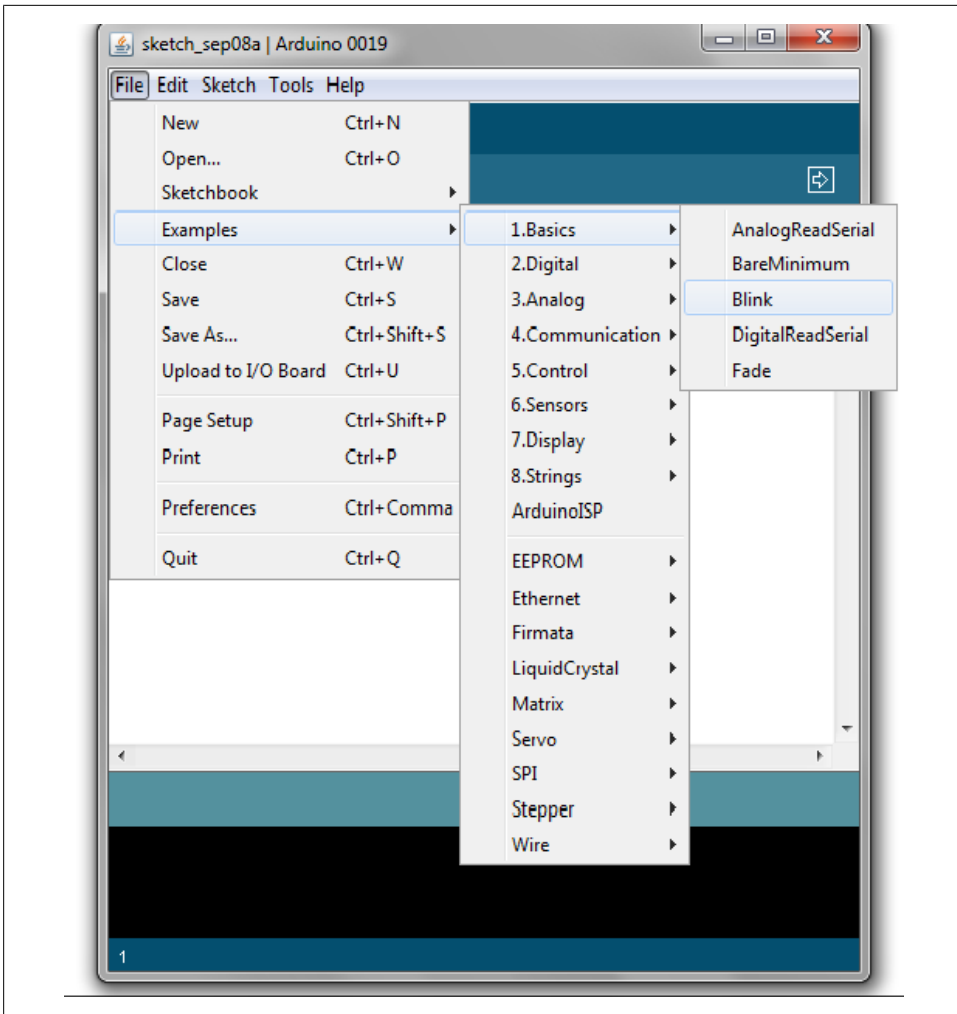 sketch_sep08a | Arduino 0019
File Edit Sketch Tools Help
New Ctrl+N
Open... Ctrl+O
Sketchbook
Examples
Close Ctrl+W
Save Ctrl+S
Save As... Ctrl+Shift+S
Upload to I/O Board Ctrl+U
Page Setup Ctrl+Shift+P
Print Ctrl+P
Preferences Ctrl+Comma
Quit Ctrl+Q
1.Basics
2.Digital
3.Analog
4.Communication
5.Control
6.Sensors
7.Display
8.Strings
ArduinoISP
EEPROM
Ethernet
Firmata
LiquidCrystal
Matrix
Servo
SPI
Stepper
Wire
AnalogReadSerial
BareMinimum
Blink
DigitalReadSerial
Fade
1